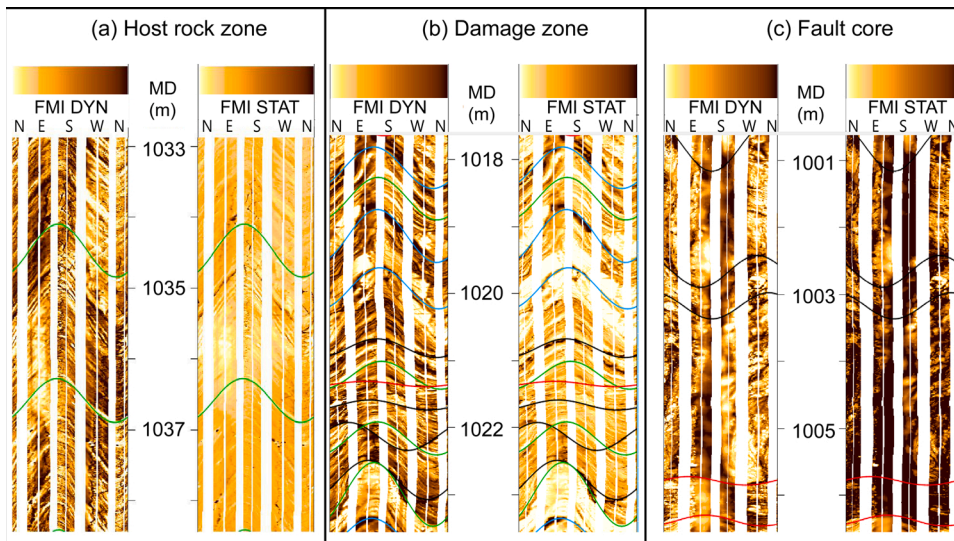 (a) Host rock zone
(b) Damage zone
(c) Fault core
FMI DYN
MD
(m)
FMI STAT
N E S W N
N E S W N
1033
1035
1037
FMI DYN
MD
(m)
FMI STAT
N E S W N
N E S W N
1018
1020
1022
FMI DYN
MD
(m)
FMI STAT
N E S W N
N E S W N
1001
1003
1005